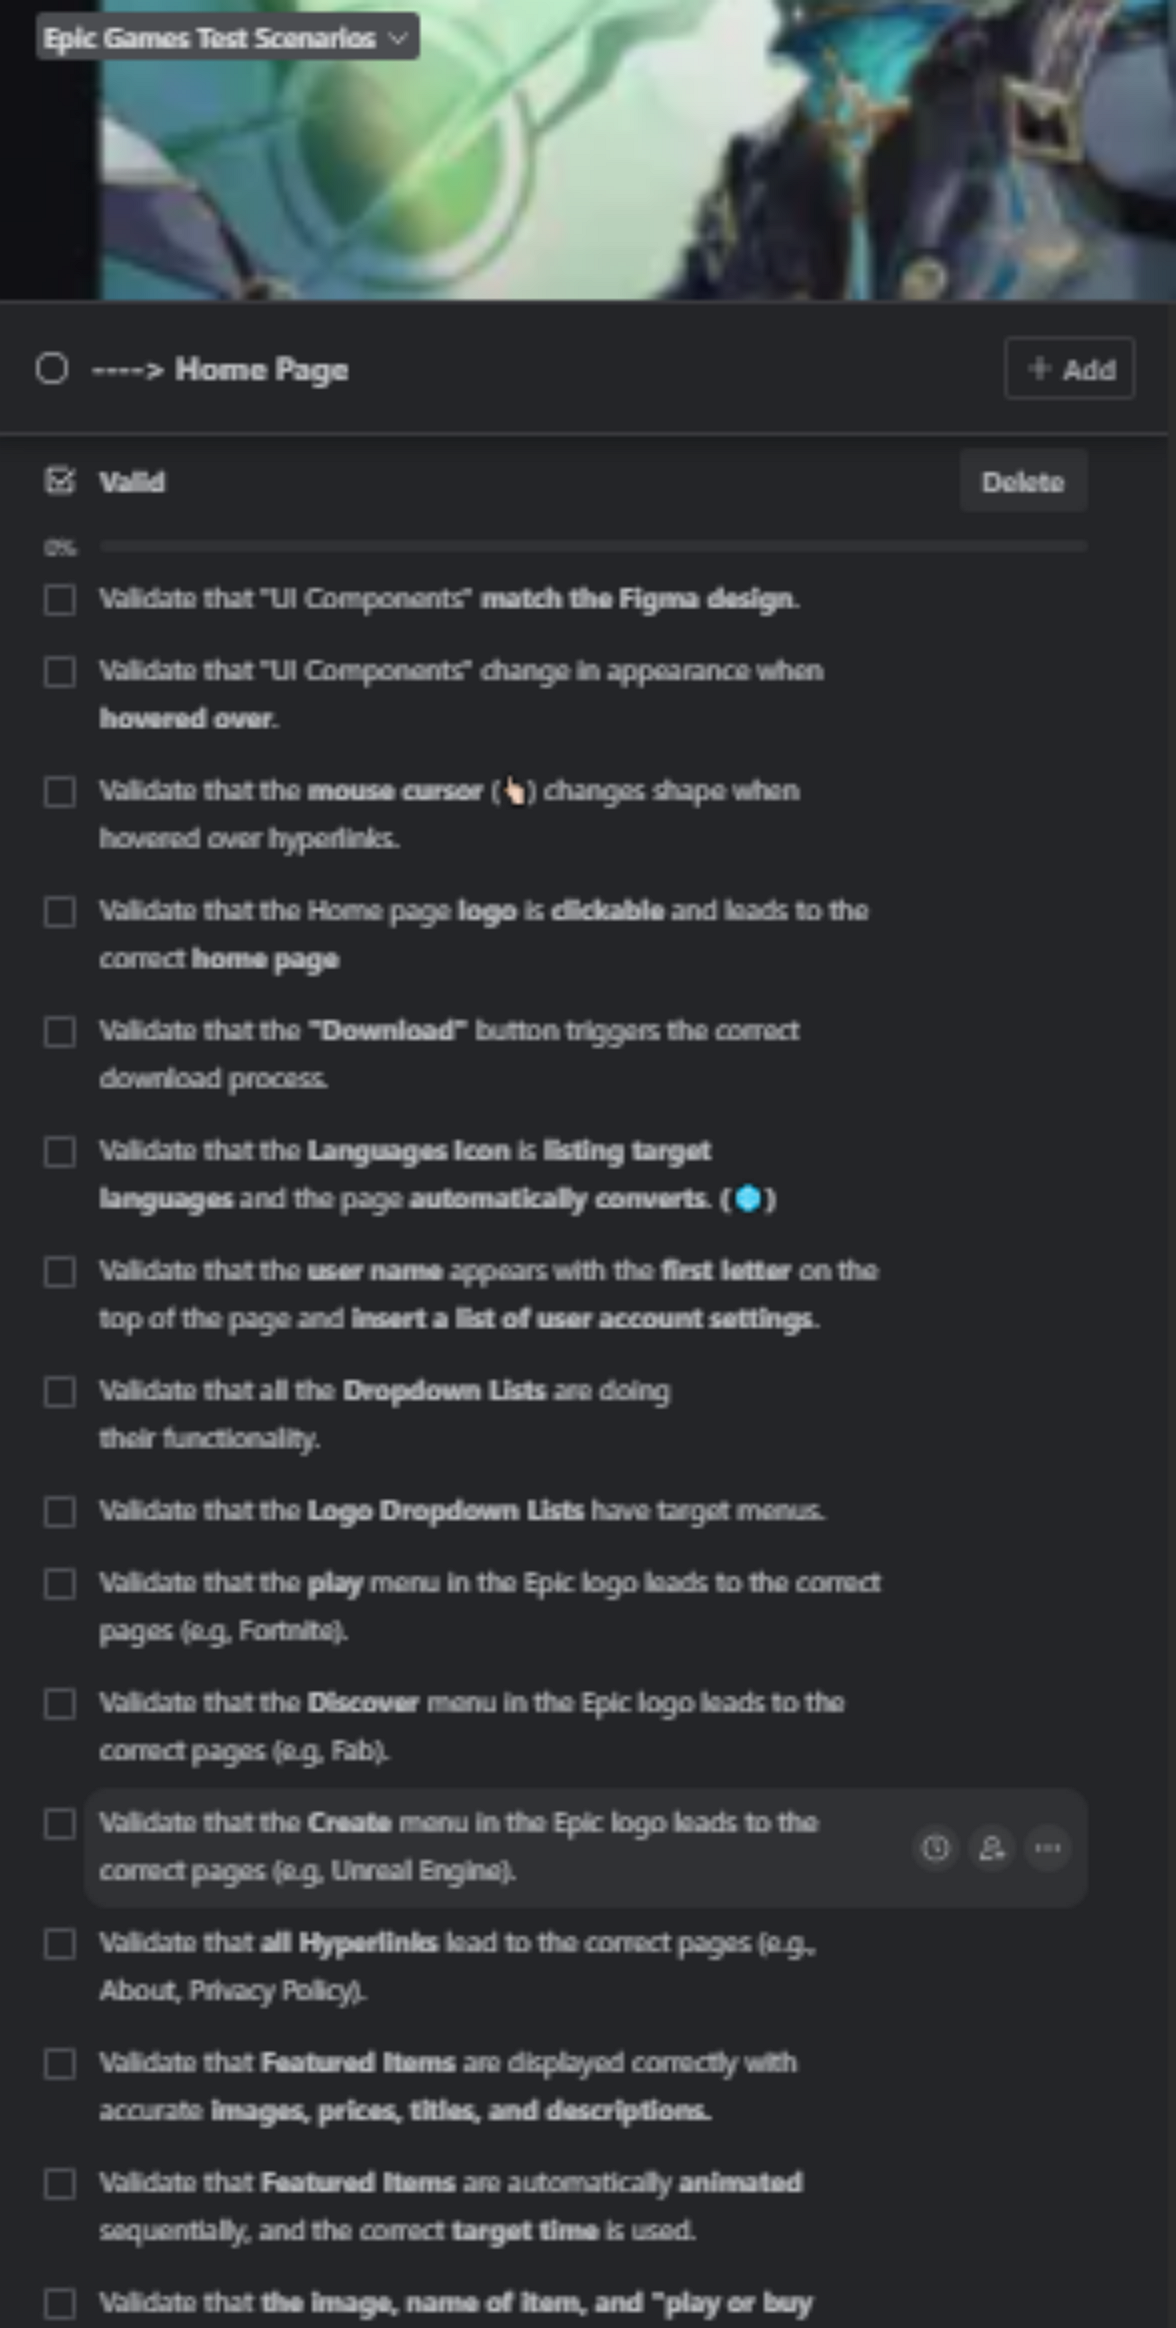 Epic Games Test Scenarios
----> Home Page
+ Add
Valid
Delete
0%
Validate that "UI Components" match the Figma design.
Validate that "UI Components" change in appearance when
hovered over.
Validate that the mouse cursor (👆🏻) changes shape when
hovered over hyperlinks.
Validate that the Home page logo is clickable and leads to the
correct home page
Validate that the "Download" button triggers the correct
download process.
Validate that the Languages Icon is listing target
languages and the page automatically converts. (🌐)
Validate that the user name appears with the first letter on the
top of the page and insert a list of user account settings.
Validate that all the Dropdown Lists are doing
their functionality.
Validate that the Logo Dropdown Lists have target menus.
Validate that the play menu in the Epic logo leads to the correct
pages (e.g, Fortnite).
Validate that the Discover menu in the Epic logo leads to the
correct pages (e.g, Fab).
Validate that the Create menu in the Epic logo leads to the
correct pages (e.g, Unreal Engine).
Validate that all Hyperlinks lead to the correct pages (e.g.,
About, Privacy Policy).
Validate that Featured Items are displayed correctly with
accurate images, prices, titles, and descriptions.
Validate that Featured Items are automatically animated
sequentially, and the correct target time is used.
Validate that the image, name of item, and "play or buy